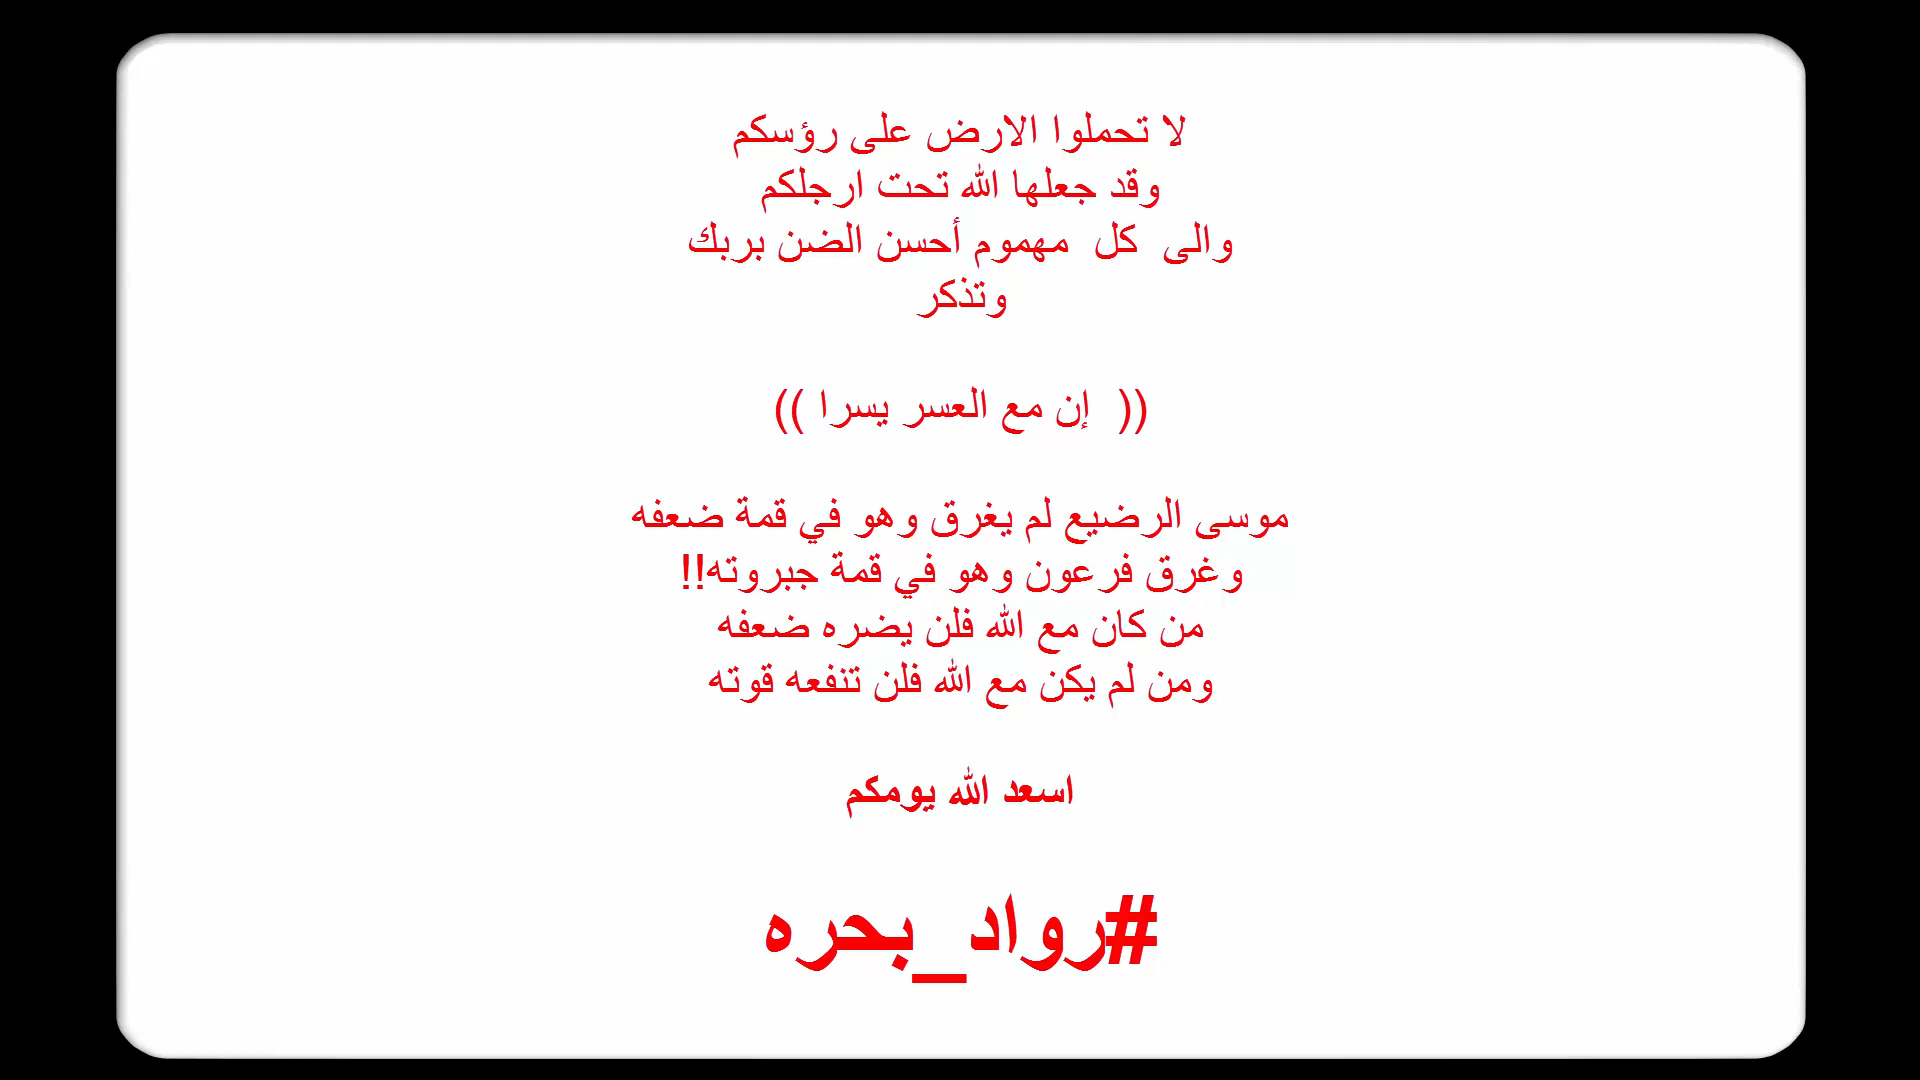 لا تحملوا الارض على رؤسكم
وقد جعلها الله تحت ارجلكم
والى كل مهموم أحسن الضن بربك
وتذكر
(( إن مع العسر يسرا ))
موسى الرضيع لم يغرق وهو في قمة ضعفه
وغرق فرعون وهو في قمة جبروته!!
من كان مع الله فلن يضره ضعفه
ومن لم يكن مع الله فلن تنفعه قوته
اسعد الله يومكم
#رواد_بحره